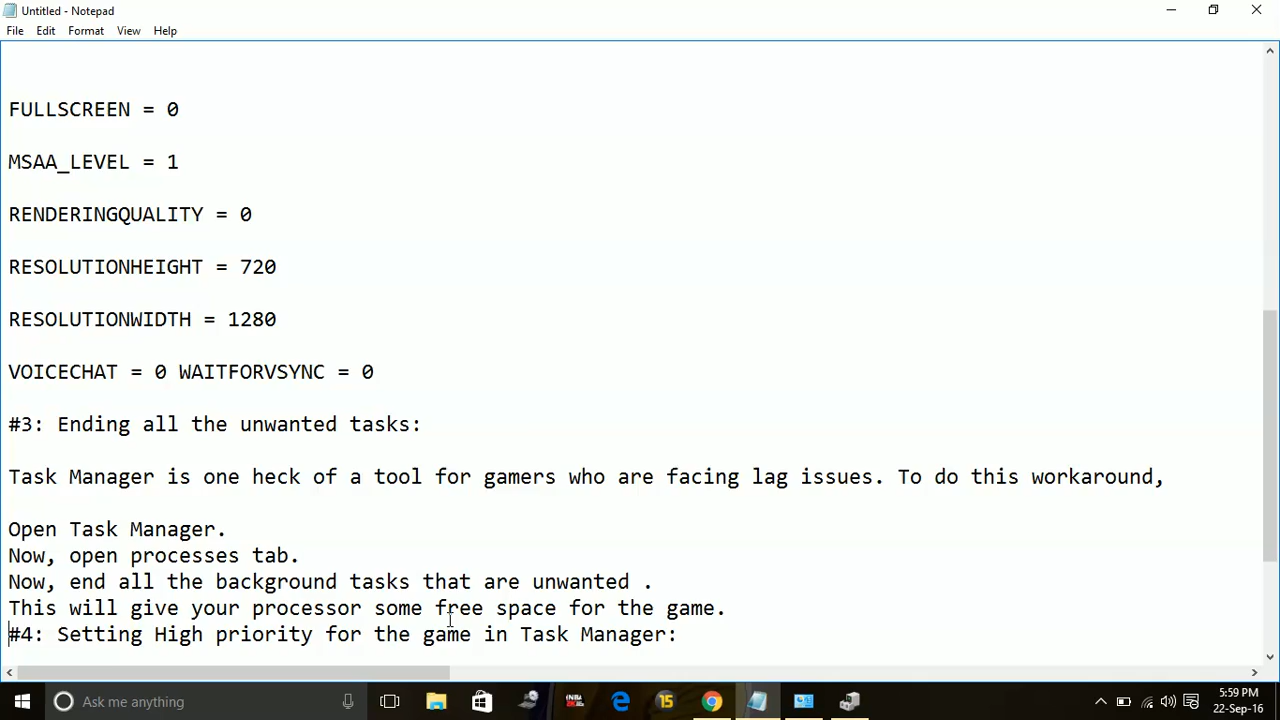 Untitled - Notepad
File Edit Format View Help
FULLSCREEN = 0
MSAA_LEVEL = 1
RENDERINGQUALITY = 0
RESOLUTIONHEIGHT = 720
RESOLUTIONWIDTH = 1280
VOICECHAT = 0 WAITFORVSYNC = 0
#3: Ending all the unwanted tasks:
Task Manager is one heck of a tool for gamers who are facing lag issues. To do this workaround,
Open Task Manager.
Now, open processes tab.
Now, end all the background tasks that are unwanted .
This will give your processor some free space for the game.
#4: Setting High priority for the game in Task Manager:
Ask me anything
15
5:59 PM
22-Sep-16